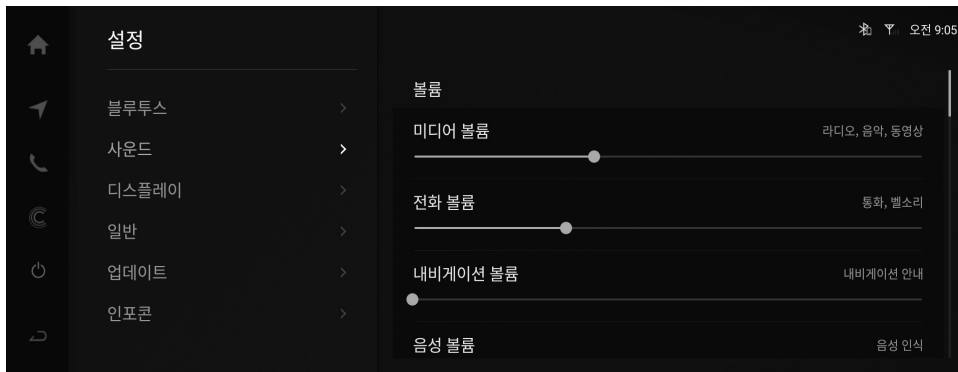 설정
오전 9:05
블루투스
사운드
디스플레이
일반
업데이트
인포콘
볼륨
미디어 볼륨
라디오, 음악, 동영상
전화 볼륨
통화, 벨소리
내비게이션 볼륨
내비게이션 안내
음성 볼륨
음성 인식